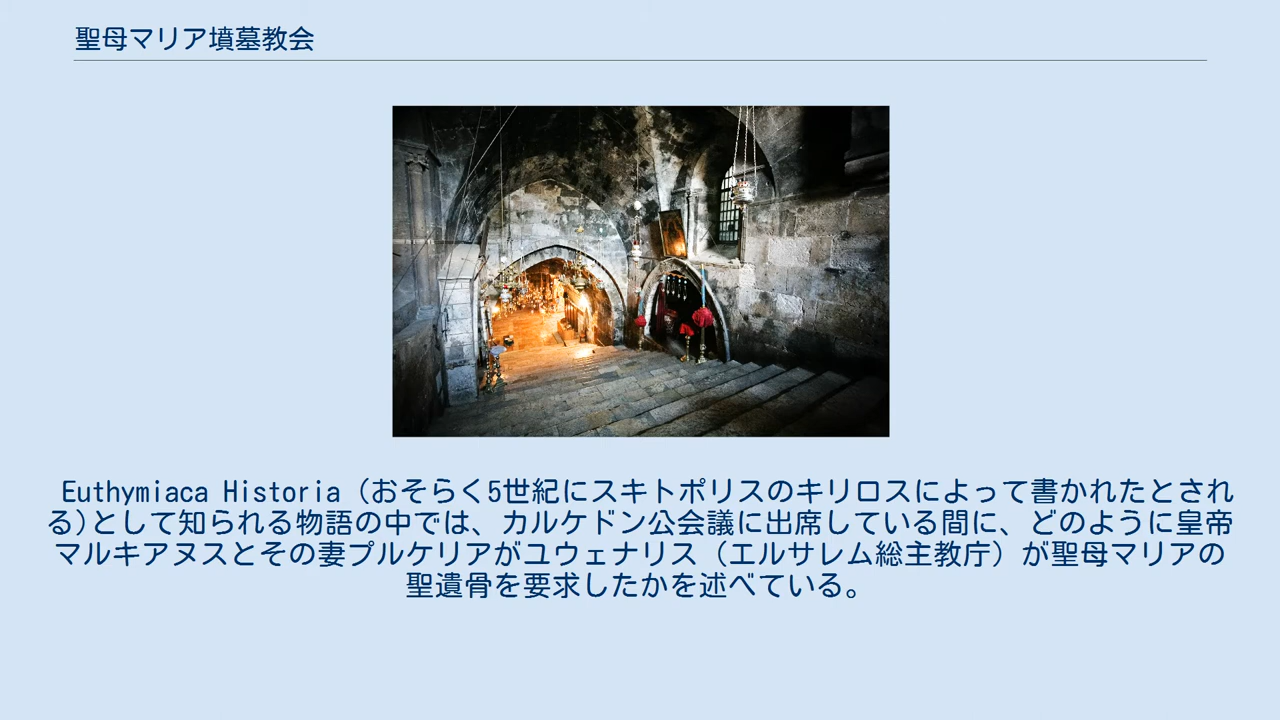 聖母マリア墳墓教会
Euthymiaca Historia（おそらく5世紀にスキトポリスのキリロスによって書かれたとされ
る)として知られる物語の中では、カルケドン公会議に出席している間に、どのように皇帝
マルキアヌスとその妻プルケリアがユウェナリス（エルサレム総主教庁）が聖母マリアの
聖遺骨を要求したかを述べている。